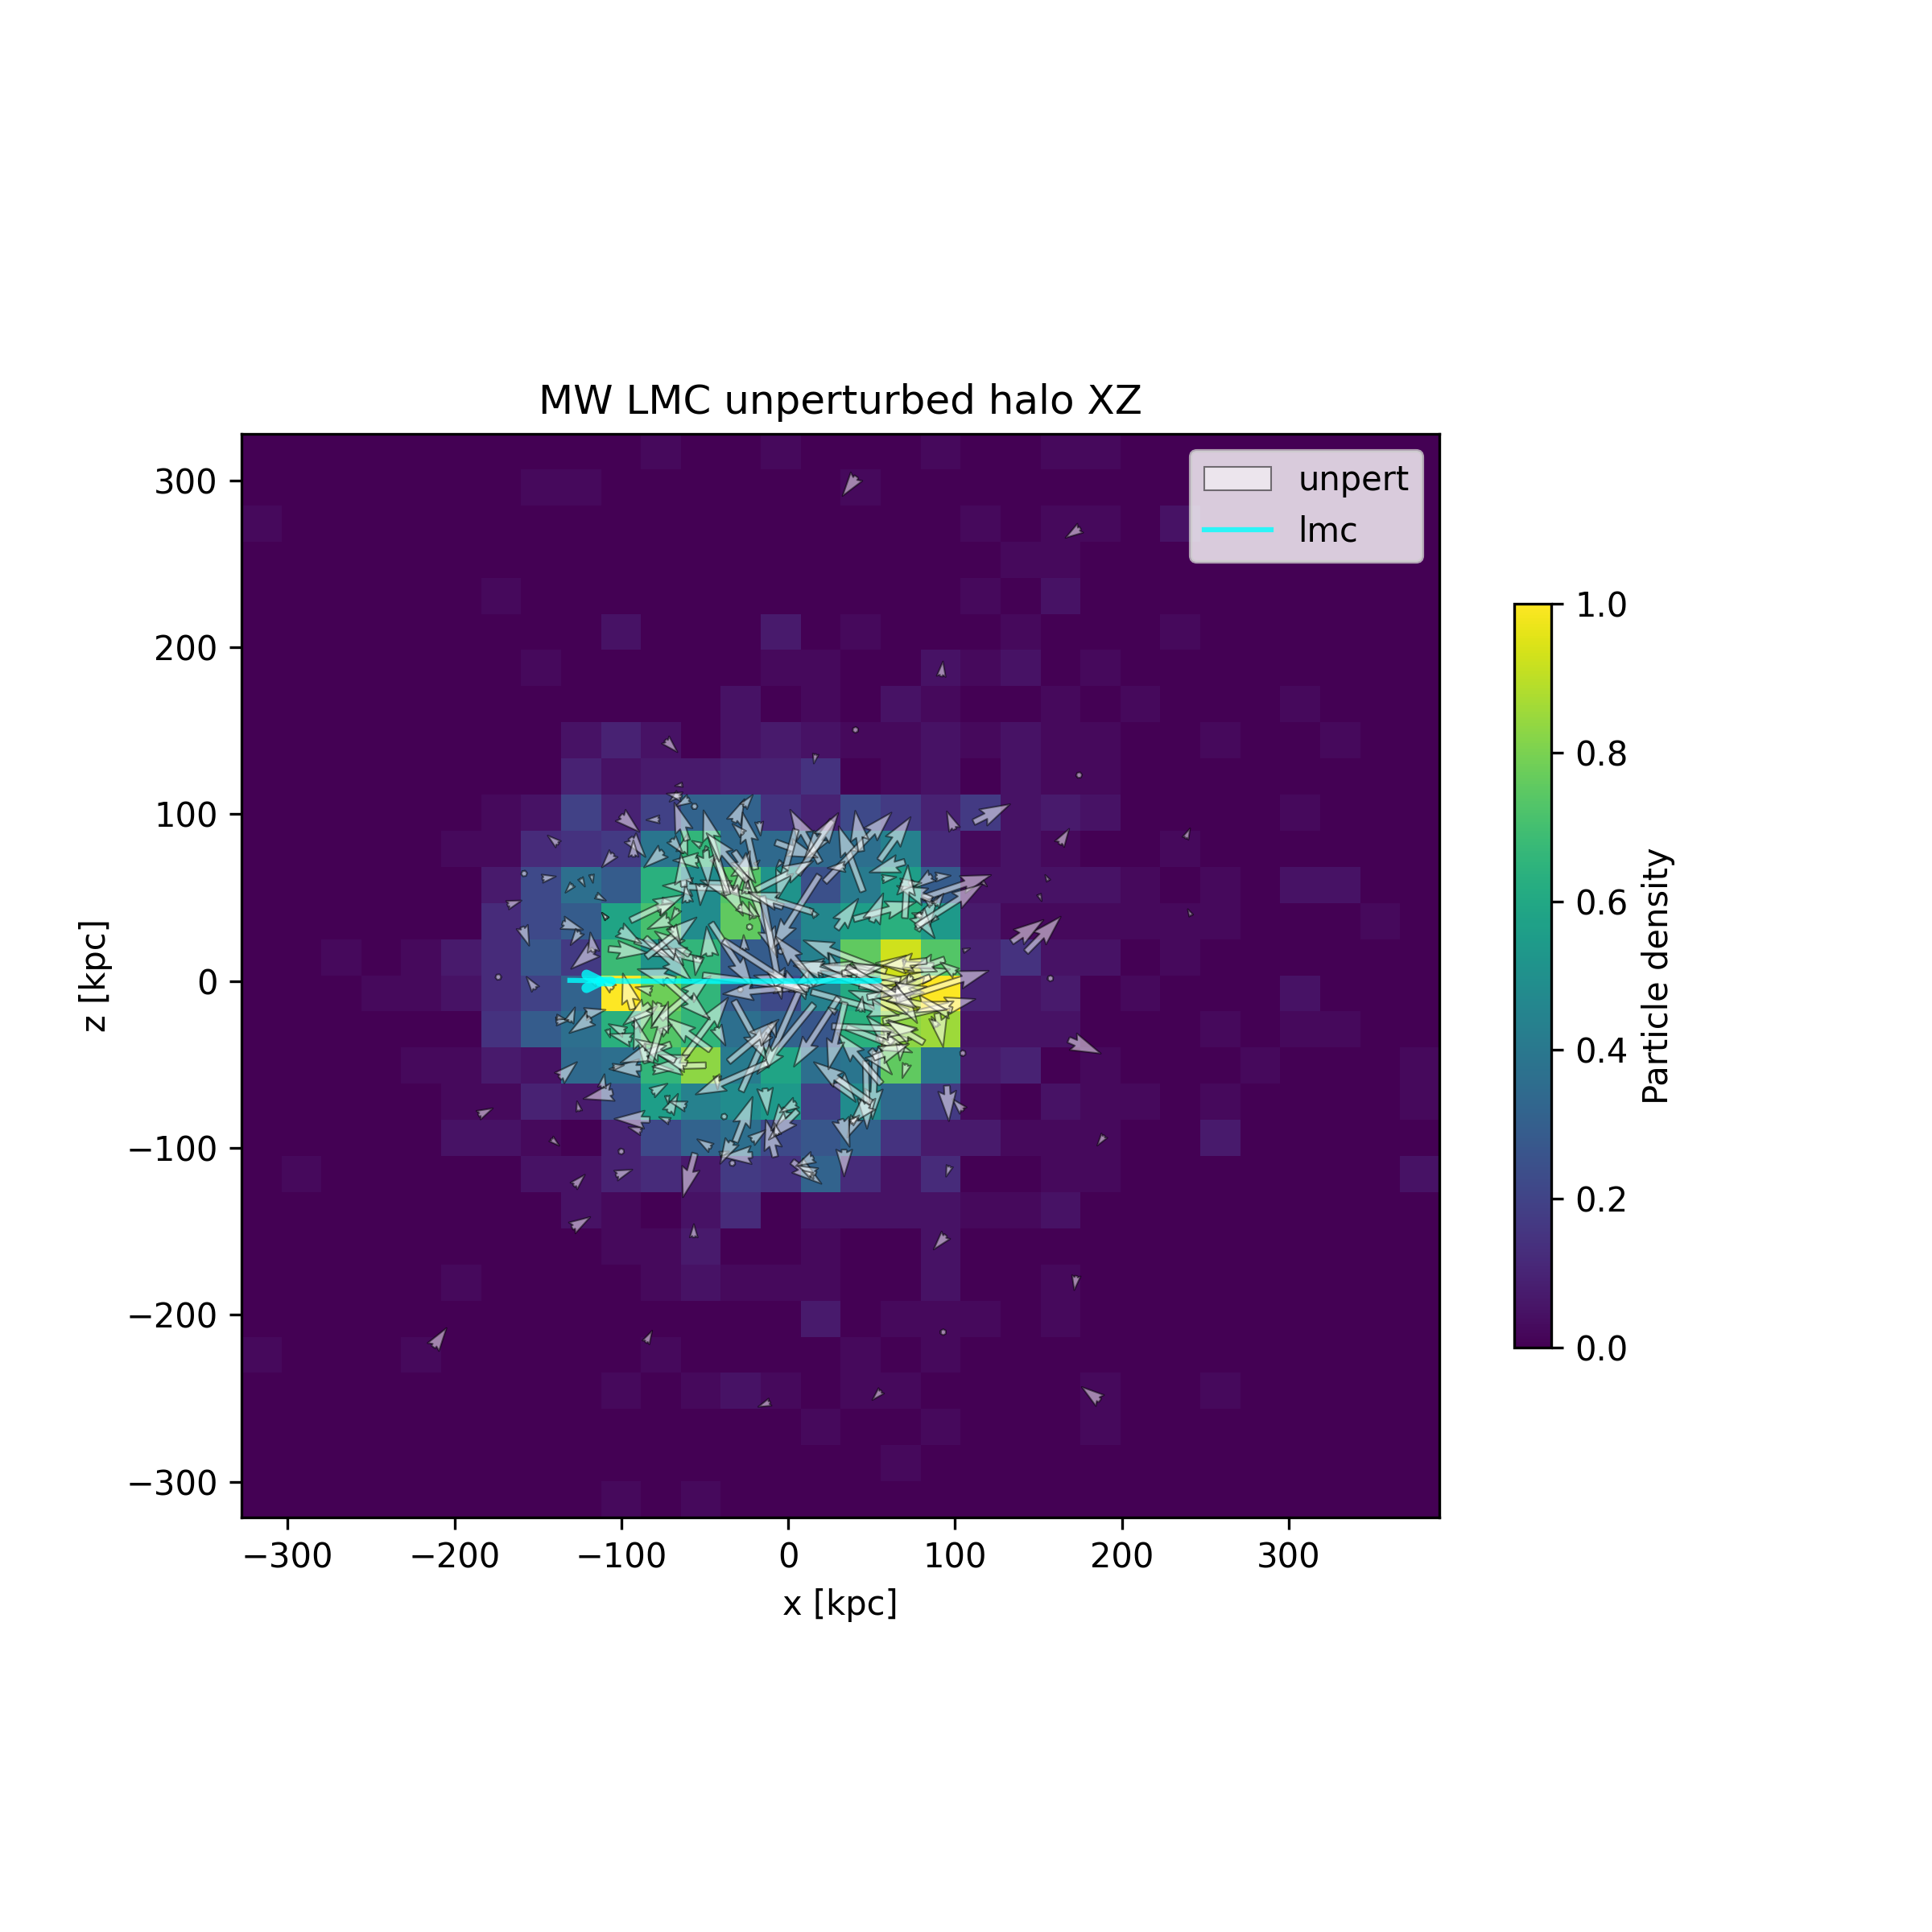 MW LMC unperturbed halo XZ
unpert
lmc
300
200
100
0
−100
−200
−300
z [kpc]
−300 −200 −100 0 100 200 300
x [kpc]
1.0
0.8
0.6
0.4
0.2
0.0
Particle density